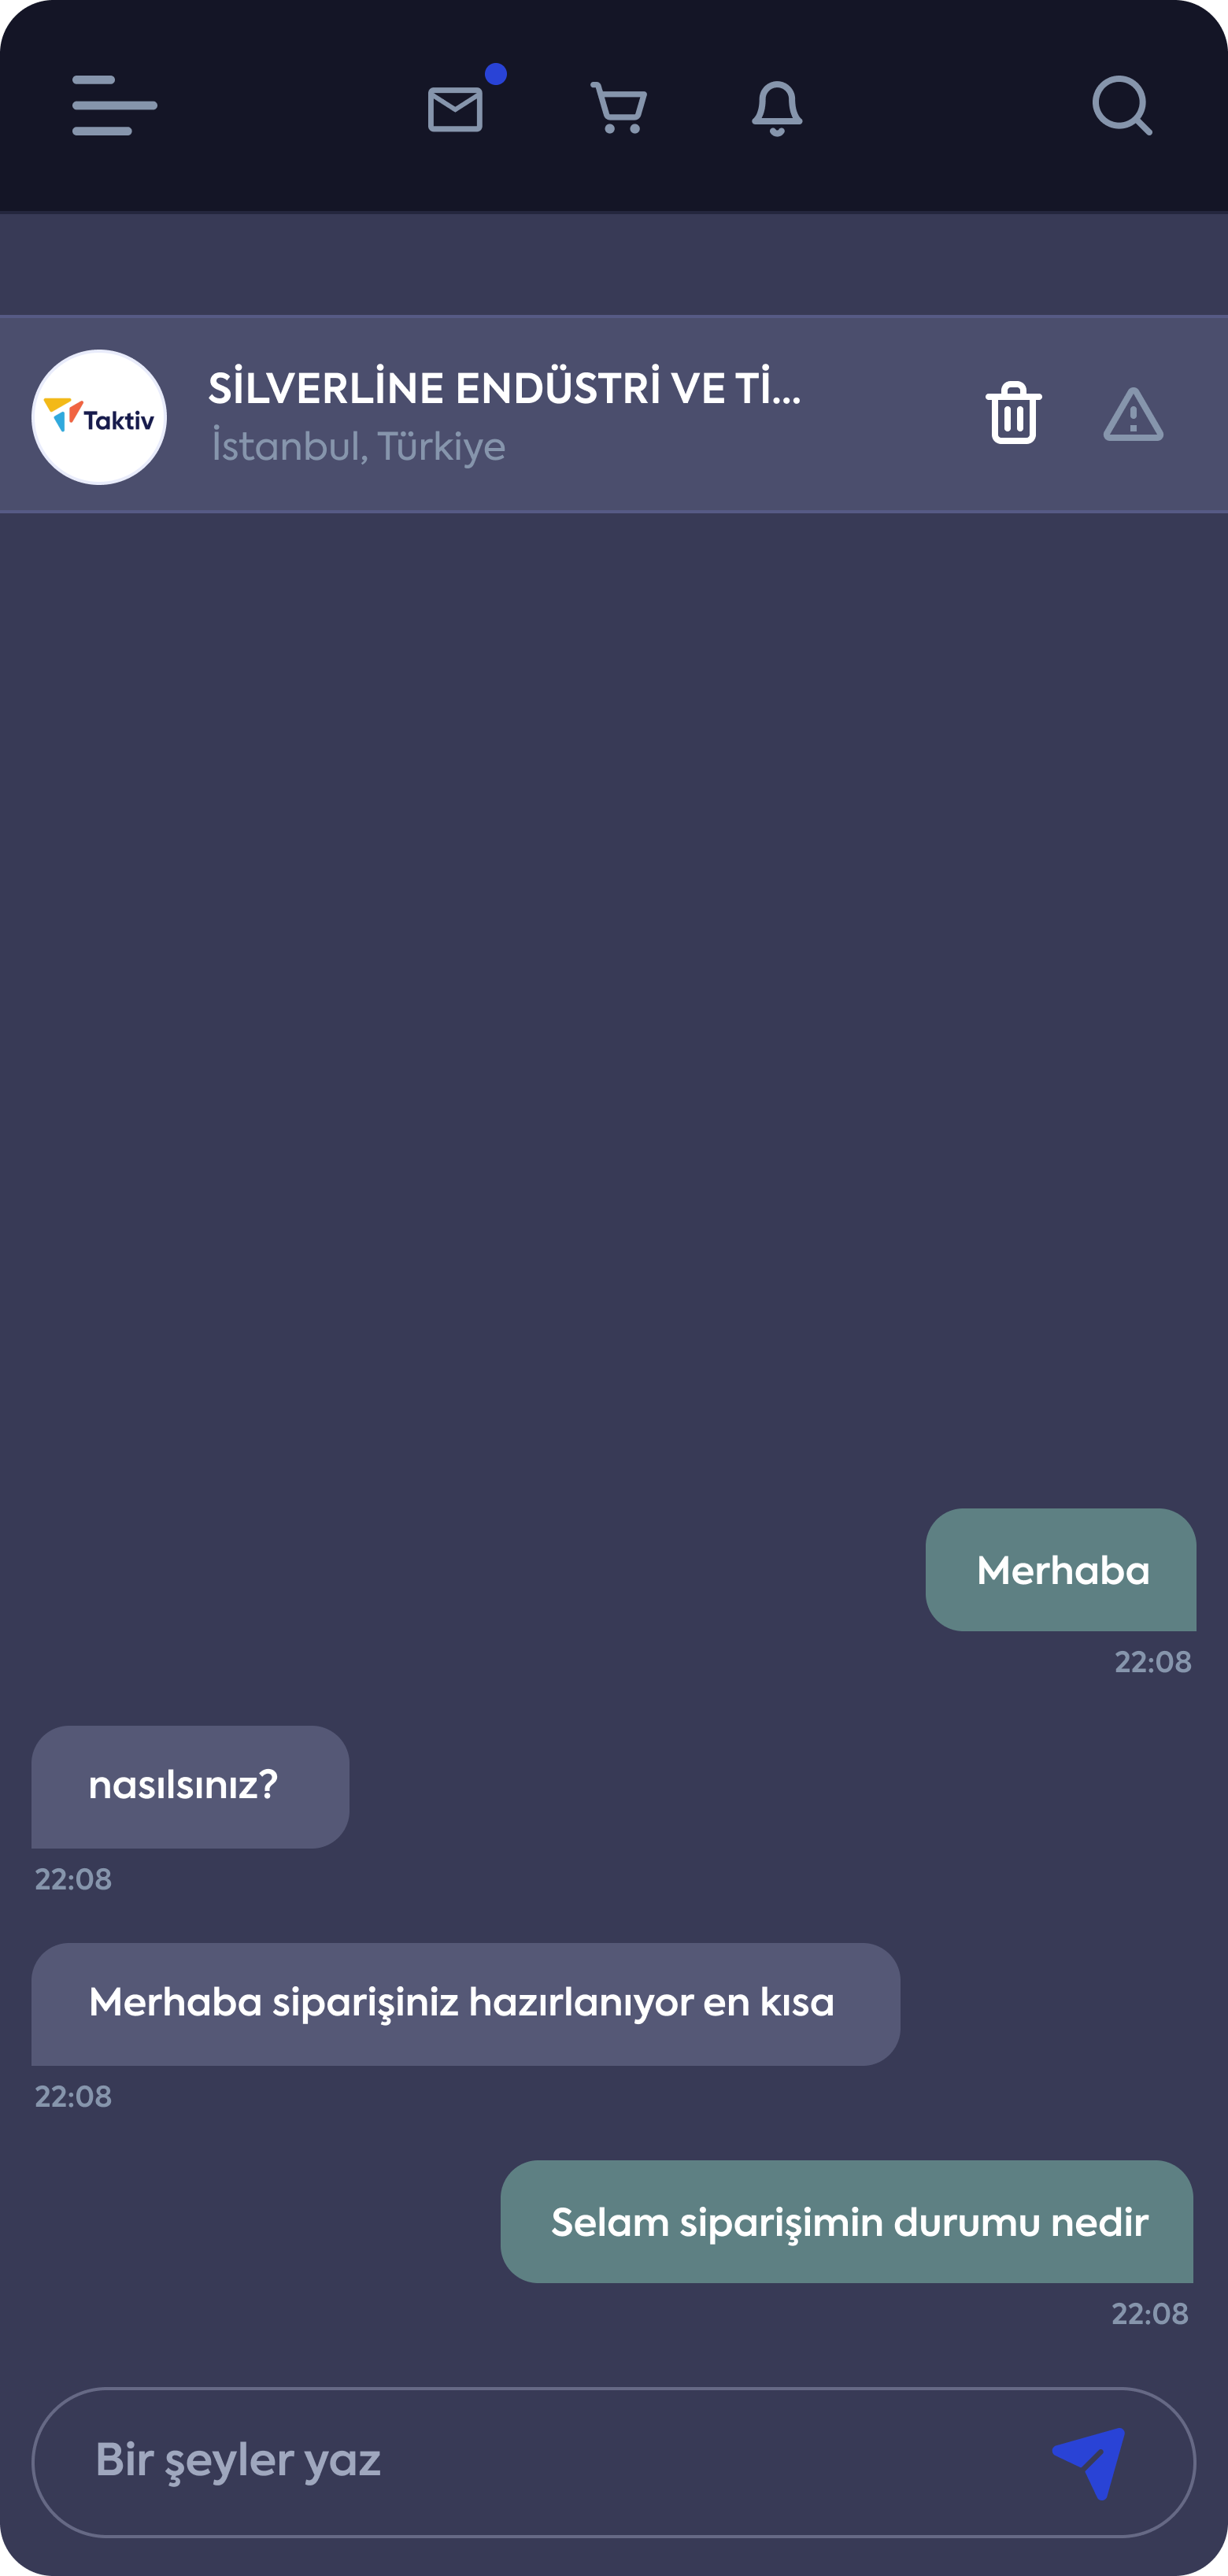 Taktiv
SİLVERLİNE ENDÜSTRİ VE Tİ...
İstanbul, Türkiye
Merhaba
22:08
nasılsınız?
22:08
Merhaba siparişiniz hazırlanıyor en kısa
22:08
Selam siparişimin durumu nedir
22:08
Bir şeyler yaz